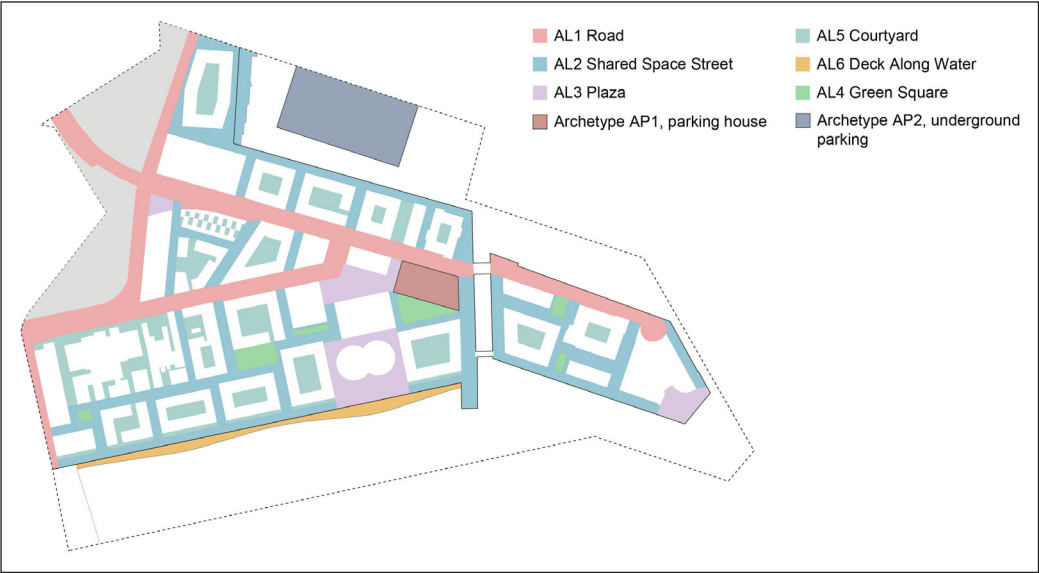 AL1 Road
AL2 Shared Space Street
AL3 Plaza
Archetype AP1, parking house
AL5 Courtyard
AL6 Deck Along Water
AL4 Green Square
Archetype AP2, underground
parking